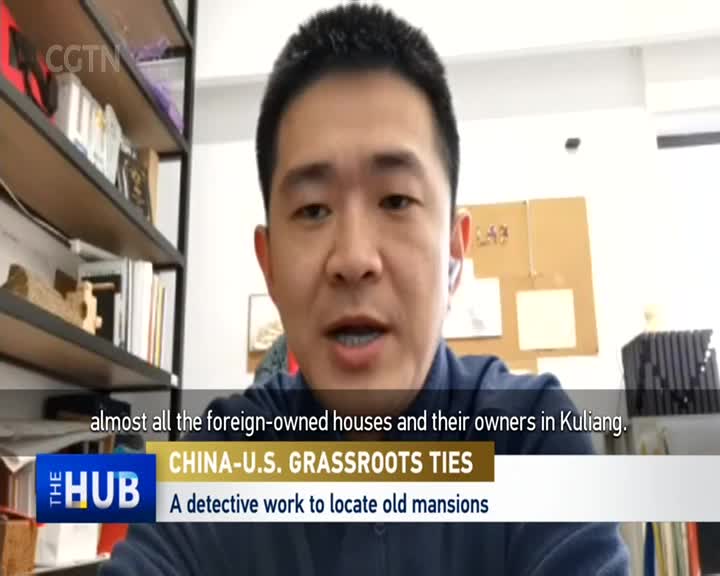 CGTN
almost all the foreign-owned houses and their owners in Kuliang.
THE HUB
CHINA-U.S. GRASSROOTS TIES
A detective work to locate old mansions